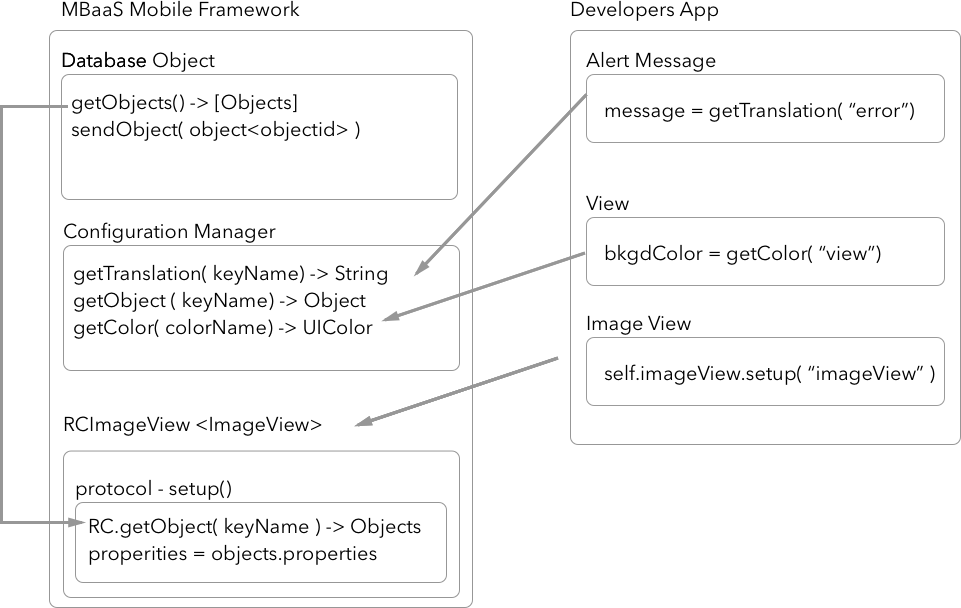 MBaaS Mobile Framework
Database Object
getObjects() -> [Objects]
sendObject( object<objectid> )
Configuration Manager
getTranslation( keyName) -> String
getObject ( keyName) -> Object
getColor( colorName) -> UIColor
RCImageView <ImageView>
protocol - setup()
RC.getObject( keyName ) -> Objects
properities = objects.properties
Developers App
Alert Message
message = getTranslation( “error”)
View
bkgdColor = getColor( “view”)
Image View
self.imageView.setup( “imageView” )